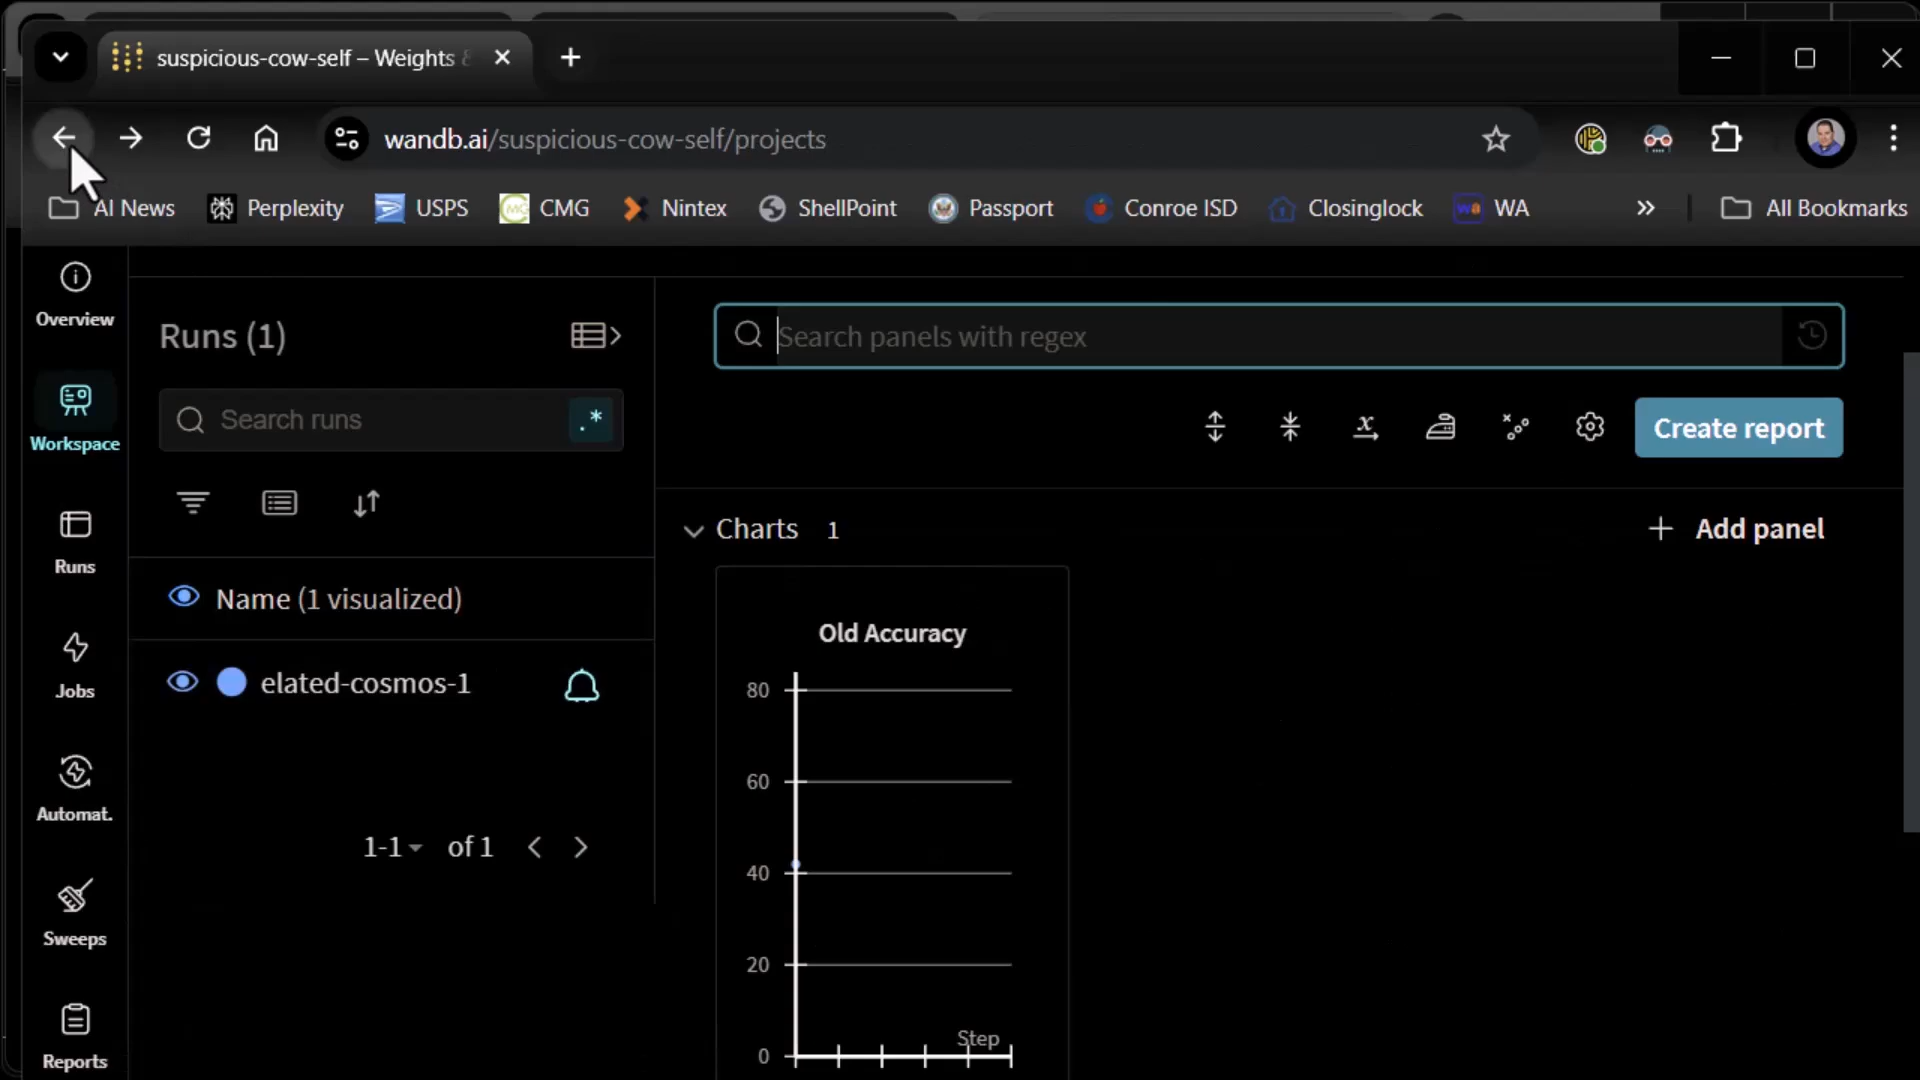 suspicious-cow-self – Weights &
wandb.ai/suspicious-cow-self/projects
AI News Perplexity USPS CMG Nintex ShellPoint Passport Conroe ISD Closinglock WA » All Bookmarks
Overview
Workspace
Runs
Jobs
Automat.
Sweeps
Reports
Runs (1)
Search runs
.*
Name (1 visualized)
elated-cosmos-1
1-1 of 1
Search panels with regex
Create report
Charts 1
+ Add panel
Old Accuracy
80
60
40
20
0
Step